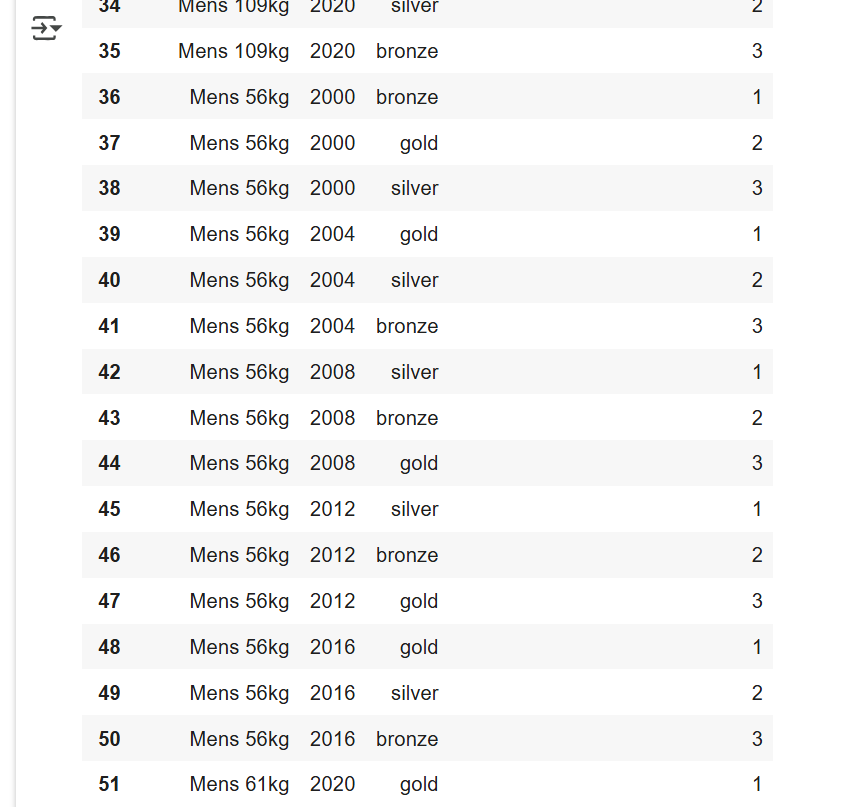 34 Mens 109kg 2020 silver 2
35 Mens 109kg 2020 bronze 3
36 Mens 56kg 2000 bronze 1
37 Mens 56kg 2000 gold 2
38 Mens 56kg 2000 silver 3
39 Mens 56kg 2004 gold 1
40 Mens 56kg 2004 silver 2
41 Mens 56kg 2004 bronze 3
42 Mens 56kg 2008 silver 1
43 Mens 56kg 2008 bronze 2
44 Mens 56kg 2008 gold 3
45 Mens 56kg 2012 silver 1
46 Mens 56kg 2012 bronze 2
47 Mens 56kg 2012 gold 3
48 Mens 56kg 2016 gold 1
49 Mens 56kg 2016 silver 2
50 Mens 56kg 2016 bronze 3
51 Mens 61kg 2020 gold 1